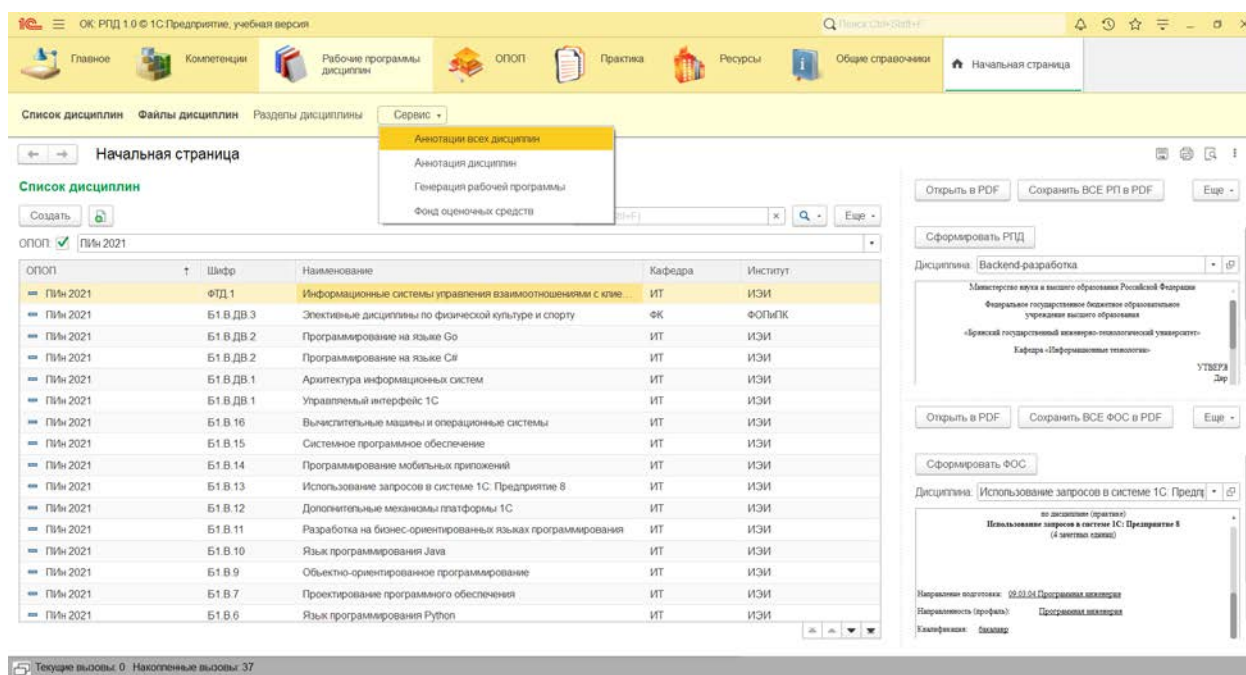 ОК: РПД 1.0 © 1С:Предприятие, учебная версия
Поиск Ctrl+Shift+F
Главное
Компетенции
Рабочие программы
дисциплин
ОПОП
Практика
Ресурсы
Общие справочники
Начальная страница
Список дисциплин Файлы дисциплин Разделы дисциплины Сервис
Аннотации всех дисциплин
Аннотация дисциплин
Генерация рабочей программы
Фонд оценочных средств
Начальная страница
Список дисциплин
Создать
Еще
ОПОП: ПИн 2021
ОПОП Шифр Наименование Кафедра Институт
ПИн 2021 ФТД.1 Информационные системы управления взаимоотношениями с клие... ИТ ИЭИ
ПИн 2021 Б1.В.ДВ.3 Элективные дисциплины по физической культуре и спорту ФК ФОПиПК
ПИн 2021 Б1.В.ДВ.2 Программирование на языке Go ИТ ИЭИ
ПИн 2021 Б1.В.ДВ.2 Программирование на языке C# ИТ ИЭИ
ПИн 2021 Б1.В.ДВ.1 Архитектура информационных систем ИТ ИЭИ
ПИн 2021 Б1.В.ДВ.1 Управляемый интерфейс 1С ИТ ИЭИ
ПИн 2021 Б1.В.16 Вычислительные машины и операционные системы ИТ ИЭИ
ПИн 2021 Б1.В.15 Системное программное обеспечение ИТ ИЭИ
ПИн 2021 Б1.В.14 Программирование мобильных приложений ИТ ИЭИ
ПИн 2021 Б1.В.13 Использование запросов в системе 1С: Предприятие 8 ИТ ИЭИ
ПИн 2021 Б1.В.12 Дополнительные механизмы платформы 1С ИТ ИЭИ
ПИн 2021 Б1.В.11 Разработка на бизнес-ориентированных языках программирования ИТ ИЭИ
ПИн 2021 Б1.В.10 Язык программирования Java ИТ ИЭИ
ПИн 2021 Б1.В.9 Объектно-ориентированное программирование ИТ ИЭИ
ПИн 2021 Б1.В.7 Проектирование программного обеспечения ИТ ИЭИ
ПИн 2021 Б1.В.6 Язык программирования Python ИТ ИЭИ
Открыть в PDF Сохранить ВСЕ РП в PDF Еще
Сформировать РПД
Дисциплина: Backend-разработка
Министерство науки и высшего образования Российской Федерации
Федеральное государственное бюджетное образовательное
учреждение высшего образования
«Брянский государственный инженерно-технологический университет»
Кафедра «Информационные технологии»
УТВЕРЖ
Дир
Открыть в PDF Сохранить ВСЕ ФОС в PDF Еще
Сформировать ФОС
Дисциплина: Использование запросов в системе 1С: Предпр
по дисциплине (практике)
Использование запросов в системе 1С: Предприятие 8
(4 зачетных единиц)
Направление подготовки: 09.03.04 Программная инженерия
Направленность (профиль): Программная инженерия
Квалификация: бакалавр
Текущие вызовы: 0 Накопленные вызовы: 37